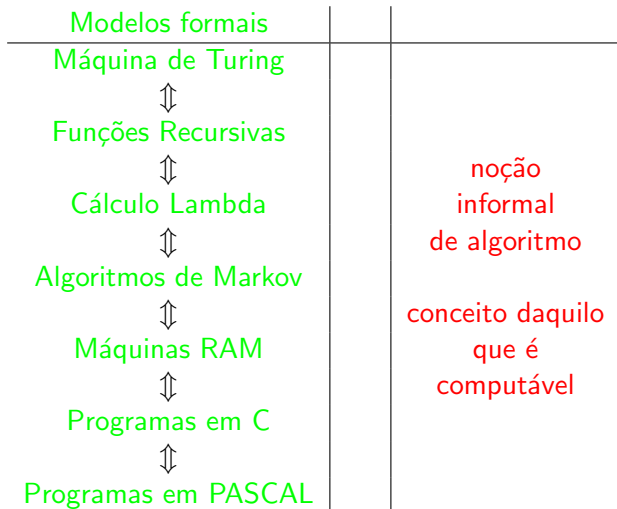 Modelos formais
Máquina de Turing
⇕
Funções Recursivas
⇕
Cálculo Lambda
⇕
Algoritmos de Markov
⇕
Máquinas RAM
⇕
Programas em C
⇕
Programas em PASCAL
noção
informal
de algoritmo
conceito daquilo
que é
computável